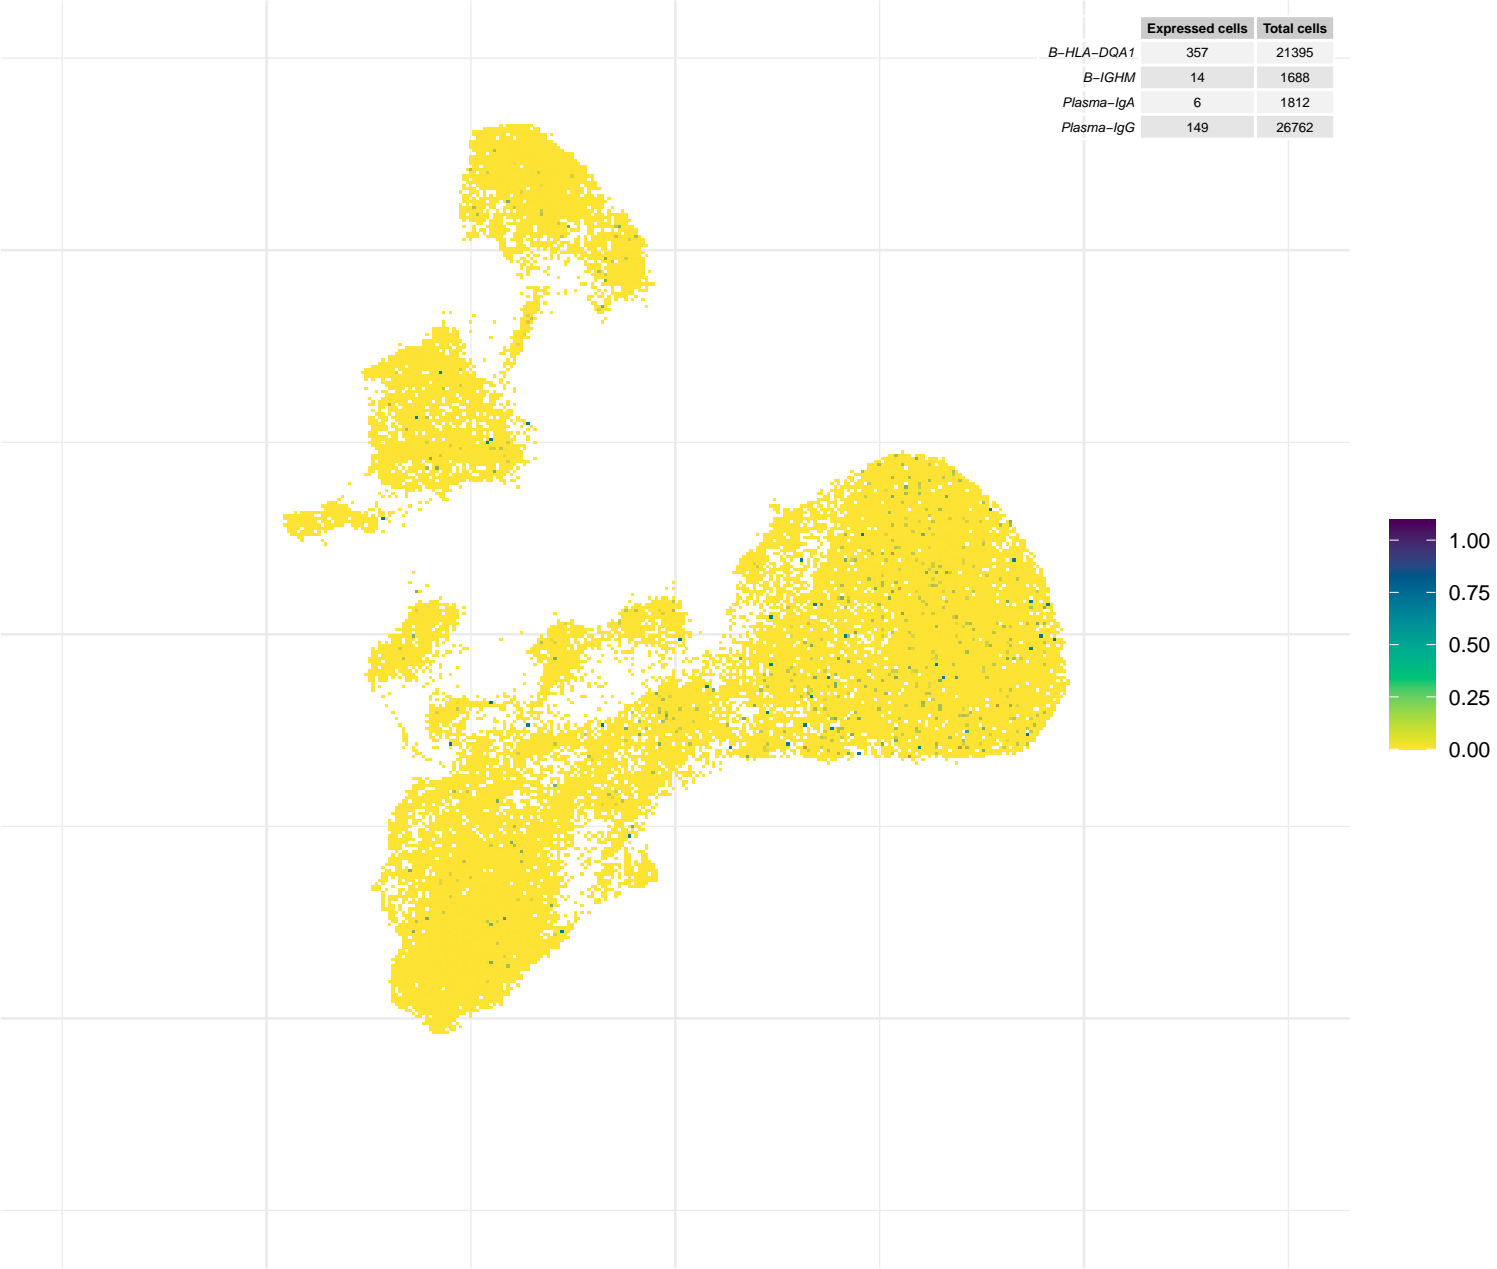 Expressed cells Total cells
B−HLA−DQA1 357 21395
B−IGHM 14 1688
Plasma−IgA 6 1812
Plasma−IgG 149 26762
1.00
0.75
0.50
0.25
0.00